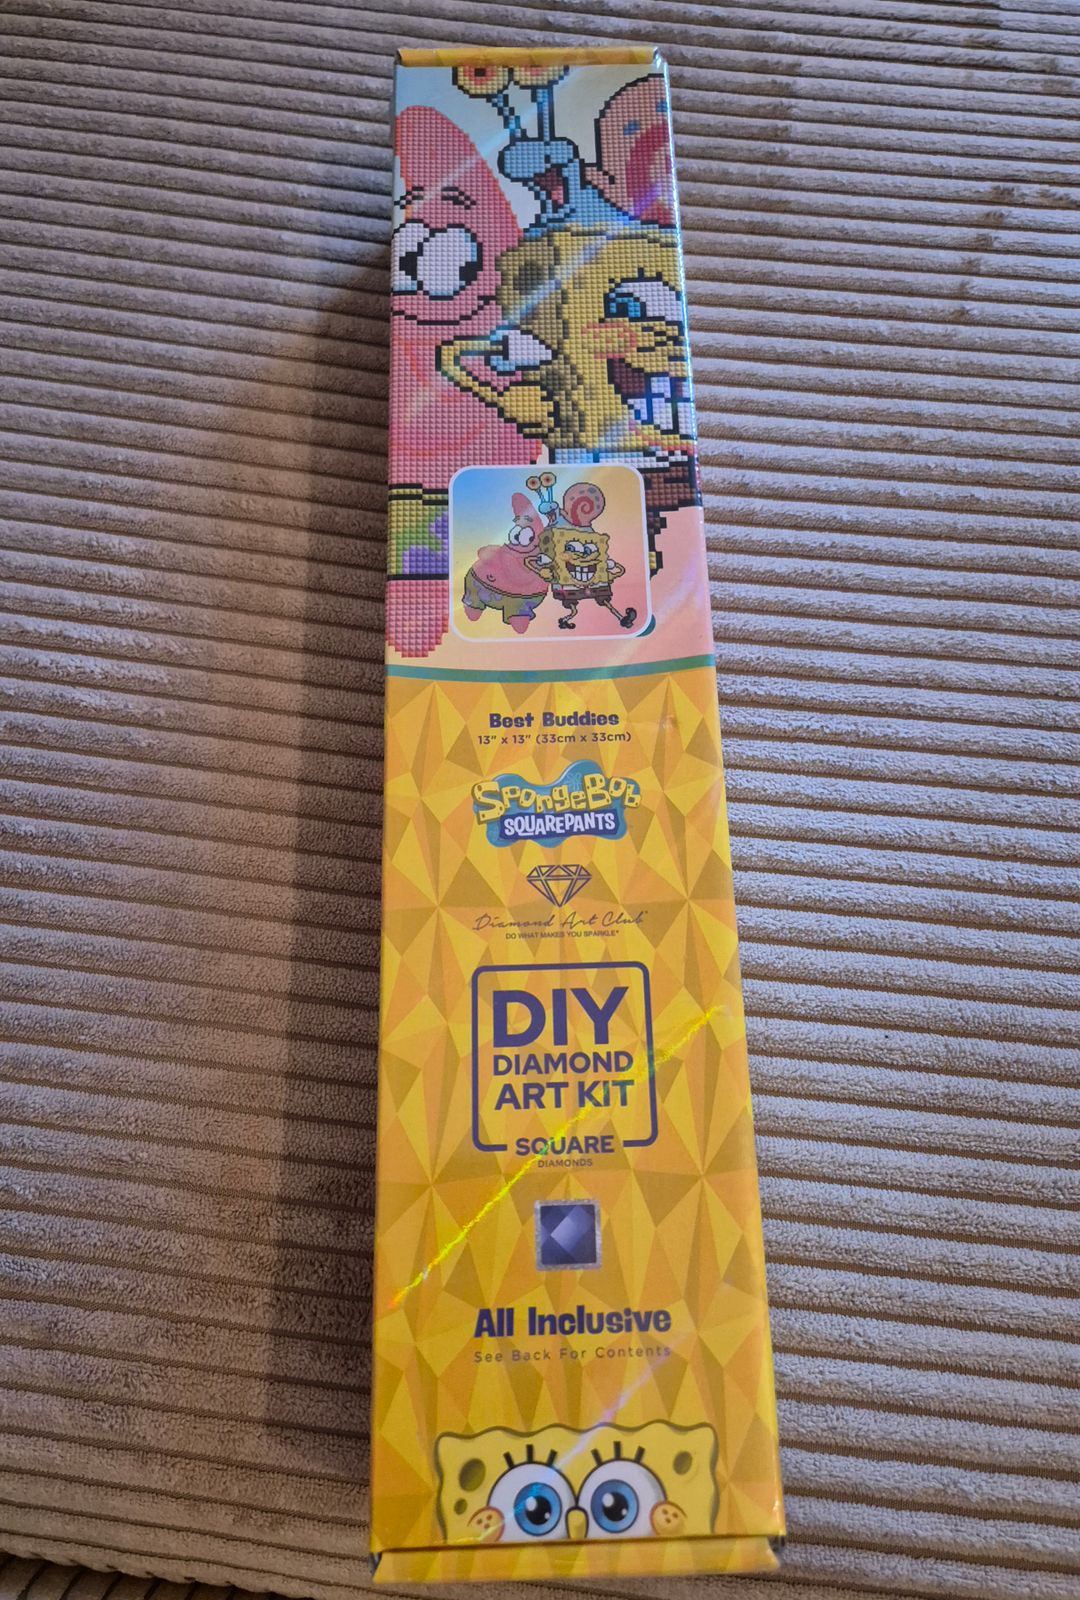 Best Buddies
13" x 13" (33cm x 33cm)
SpongeBob
SQUAREPANTS
Diamond Art Club
DO WHAT MAKES YOU SPARKLE
DIY
DIAMOND
ART KIT
SQUARE
DIAMONDS
All Inclusive
See Back For Contents